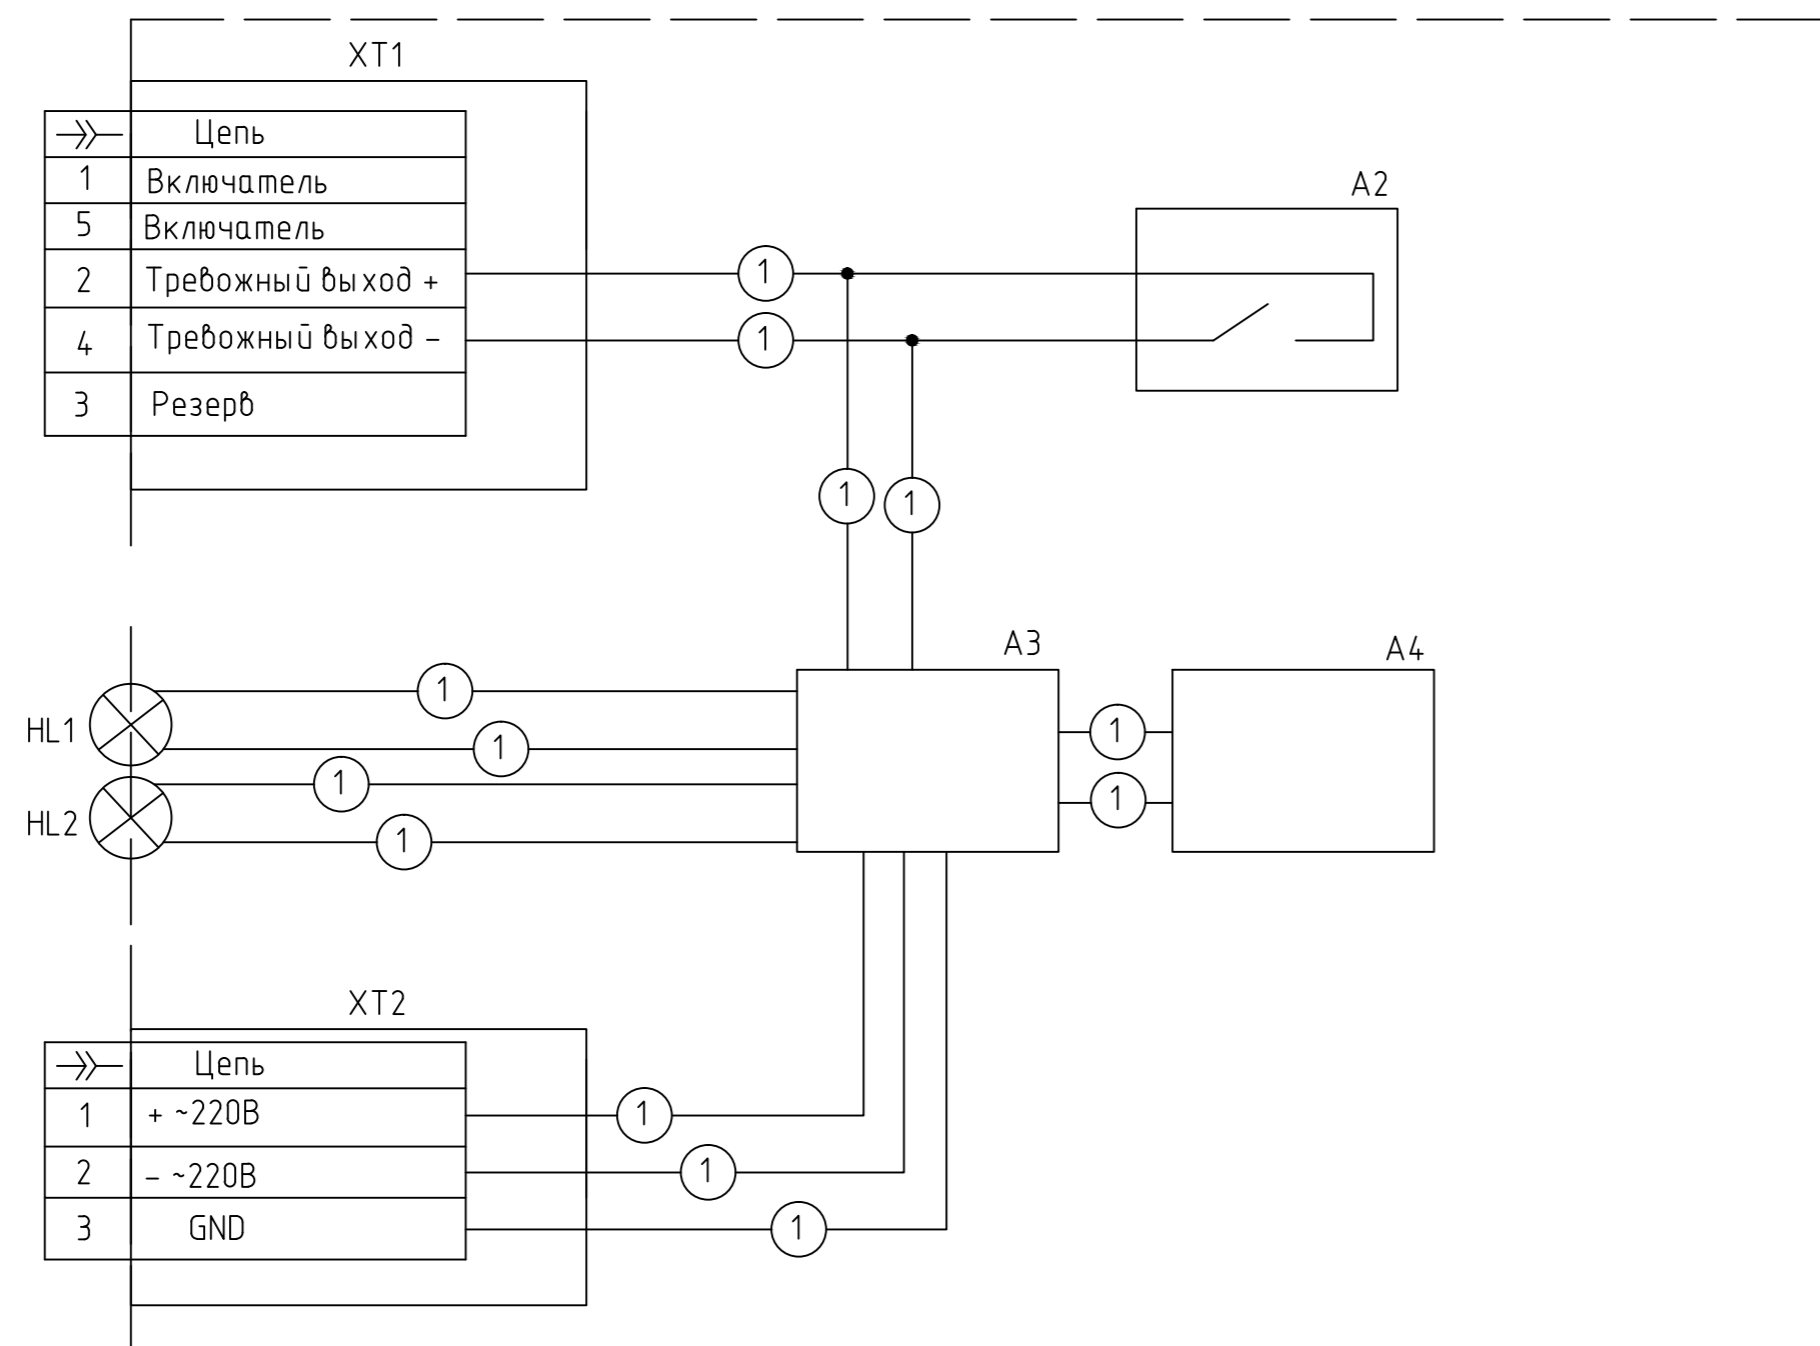 XT1
Цепь
1 Включатель
5 Включатель
2 Тревожный выход +
4 Тревожный выход -
3 Резерв
A2
1
1
1
1
A3
A4
HL1
1
1
HL2
1
1
1
1
XT2
Цепь
1 + ~220В
2 - ~220В
3 GND
1
1
1